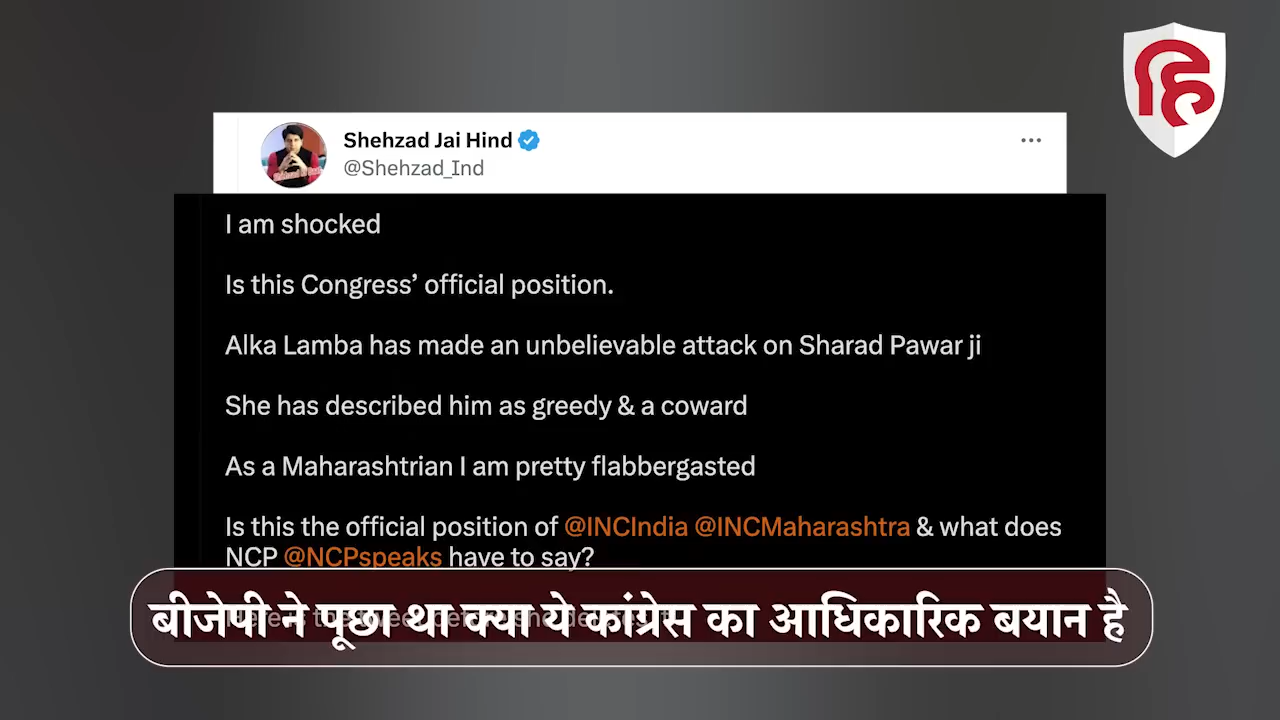 Shehzad Jai Hind
@Shehzad_Ind
I am shocked
Is this Congress’ official position.
Alka Lamba has made an unbelievable attack on Sharad Pawar ji
She has described him as greedy & a coward
As a Maharashtrian I am pretty flabbergasted
Is this the official position of @INCIndia @INCMaharashtra & what does
NCP @NCPspeaks have to say?
बीजेपी ने पूछा था क्या ये कांग्रेस का आधिकारिक बयान है
हि